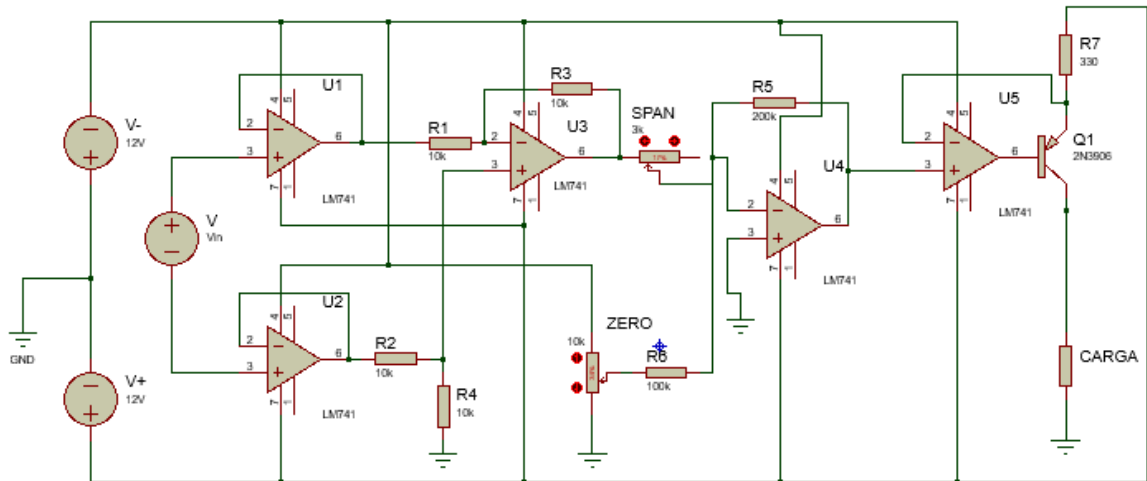 V-
12V
V
Vin
GND
V+
12V
U1
4
5
2
3
6
7
1
LM741
U2
4
5
2
3
6
7
1
LM741
R1
10k
R2
10k
R4
10k
R3
10k
U3
4
5
2
3
6
7
1
LM741
SPAN
3k
ZERO
10k
R6
100k
R5
200k
U4
4
5
2
3
6
7
1
LM741
U5
4
5
2
3
6
7
1
LM741
R7
330
Q1
2N3906
CARGA